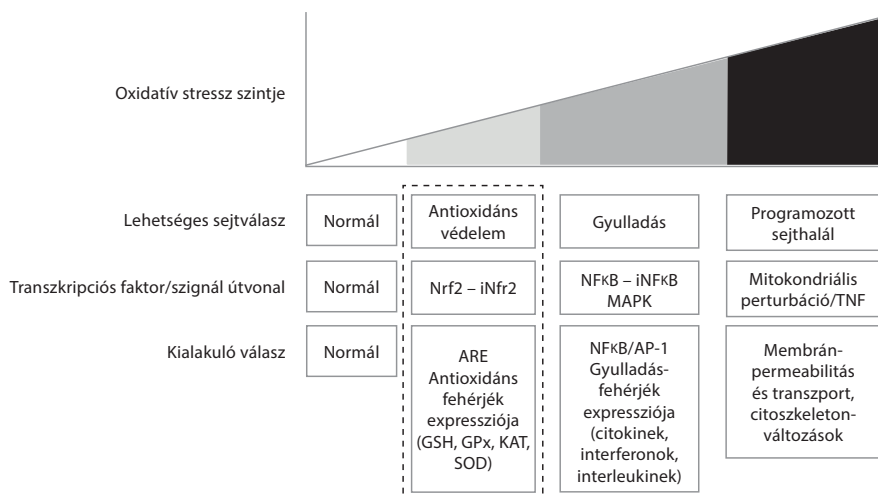 Oxidatív stressz szintje
Lehetséges sejtválasz
Normál
Antioxidáns
védelem
Gyulladás
Programozott
sejthalál
Transzkripciós faktor/szignál útvonal
Normál
Nrf2 – iNfr2
NFκB – iNFκB
MAPK
Mitokondriális
perturbáció/TNF
Kialakuló válasz
Normál
ARE
Antioxidáns
fehérjék
expressziója
(GSH, GPx, KAT,
SOD)
NFκB/AP-1
Gyulladás-
fehérjék
expressziója
(citokinek,
interferonok,
interleukinek)
Membrán-
permeabilitás
és transzport,
citoszkeleton-
változások